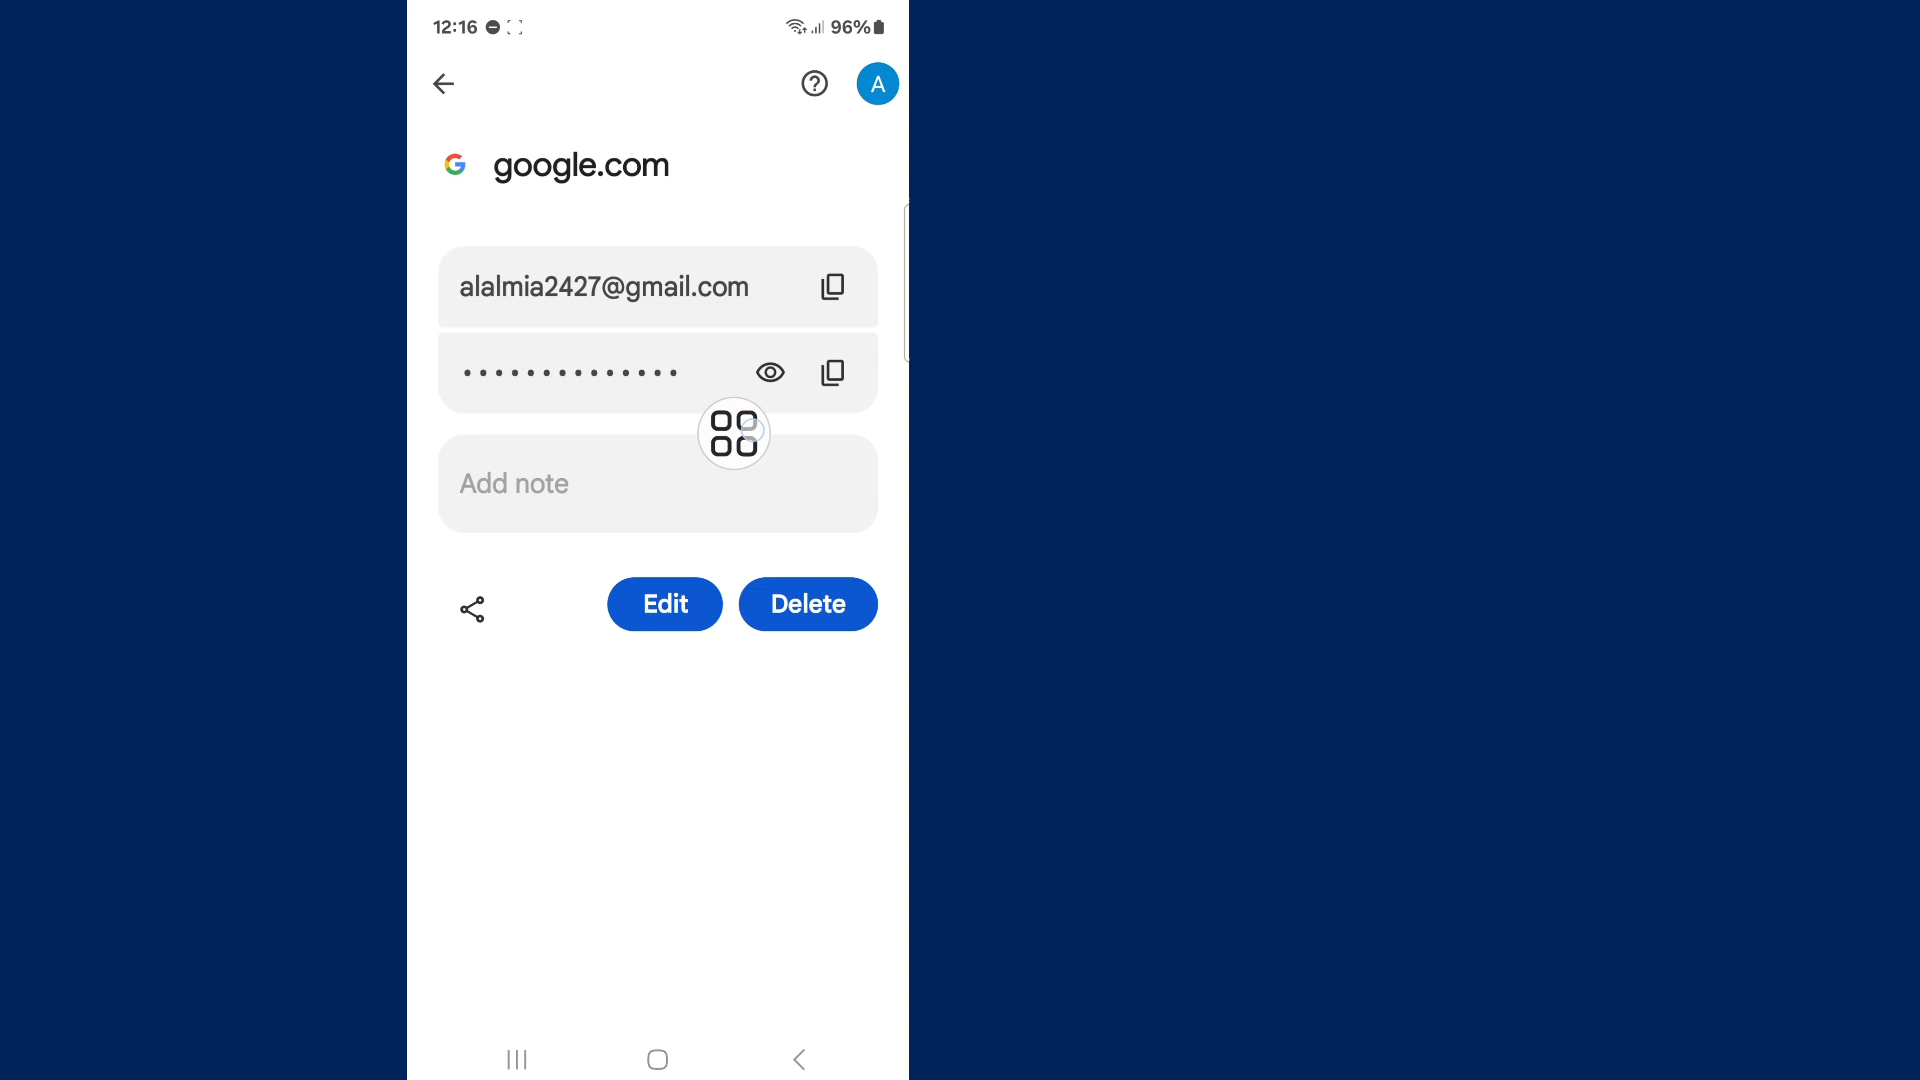 12:16 96%
A
google.com
alalmia2427@gmail.com
••••••••••••••
Add note
Edit Delete